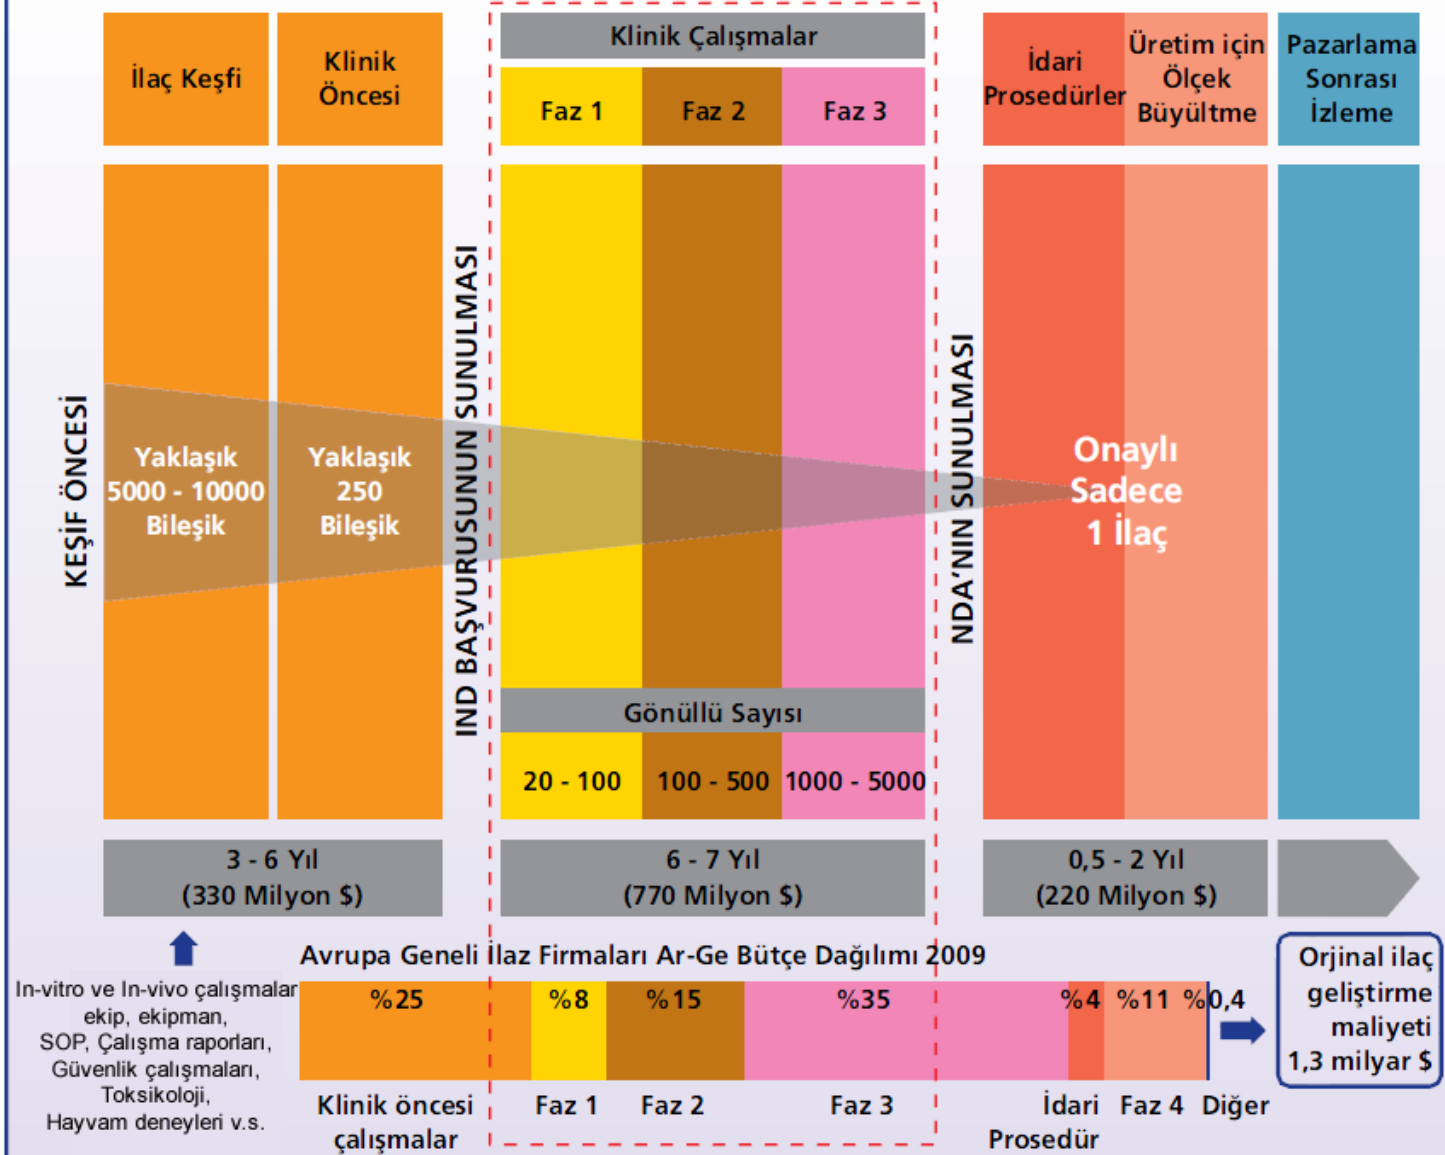 İlaç Keşfi
Klinik
Öncesi
Klinik Çalışmalar
Faz 1
Faz 2
Faz 3
İdari
Prosedürler
Üretim için
Ölçek
Büyültme
Pazarlama
Sonrası
İzleme
KEŞİF ÖNCESİ
Yaklaşık
5000 - 10000
Bileşik
Yaklaşık
250
Bileşik
IND BAŞVURUSUNUN SUNULMASI
NDA'NIN SUNULMASI
Onaylı
Sadece
1 İlaç
Gönüllü Sayısı
20 - 100
100 - 500
1000 - 5000
3 - 6 Yıl
(330 Milyon $)
6 - 7 Yıl
(770 Milyon $)
0,5 - 2 Yıl
(220 Milyon $)
In-vitro ve In-vivo çalışmalar
ekip, ekipman,
SOP, Çalışma raporları,
Güvenlik çalışmaları,
Toksikoloji,
Hayvam deneyleri v.s.
Avrupa Geneli İlaz Firmaları Ar-Ge Bütçe Dağılımı 2009
%25
%8
%15
%35
%4
%11
%0,4
Klinik öncesi
çalışmalar
Faz 1
Faz 2
Faz 3
İdari
Prosedür
Faz 4
Diğer
Orjinal ilaç
geliştirme
maliyeti
1,3 milyar $